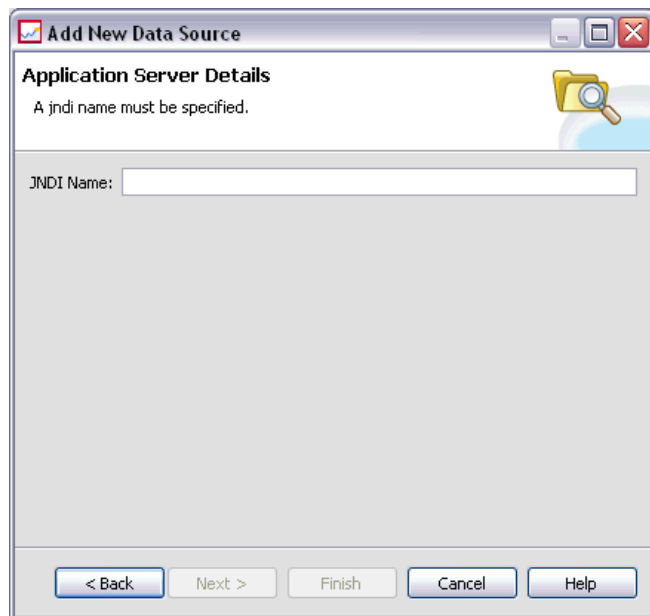 Add New Data Source
Application Server Details
A jndi name must be specified.
JNDI Name:
< Back Next > Finish Cancel Help